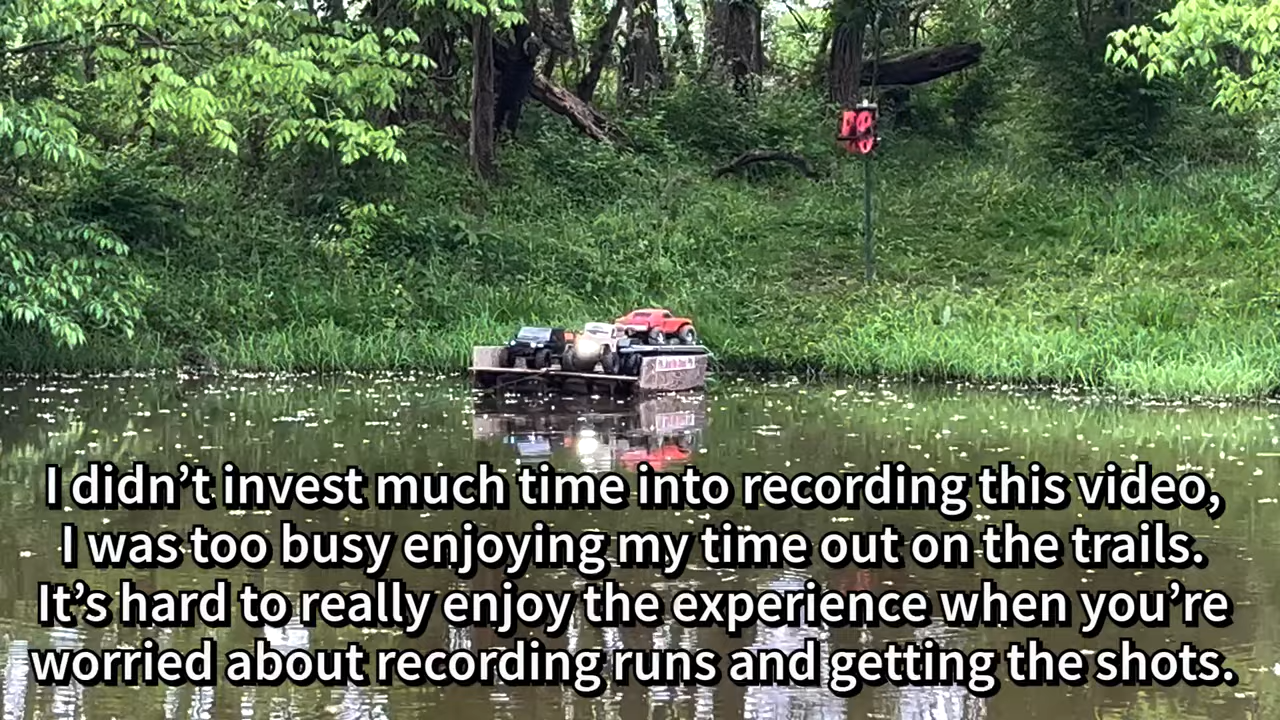 I didn’t invest much time into recording this video,
I was too busy enjoying my time out on the trails.
It’s hard to really enjoy the experience when you’re
worried about recording runs and getting the shots.